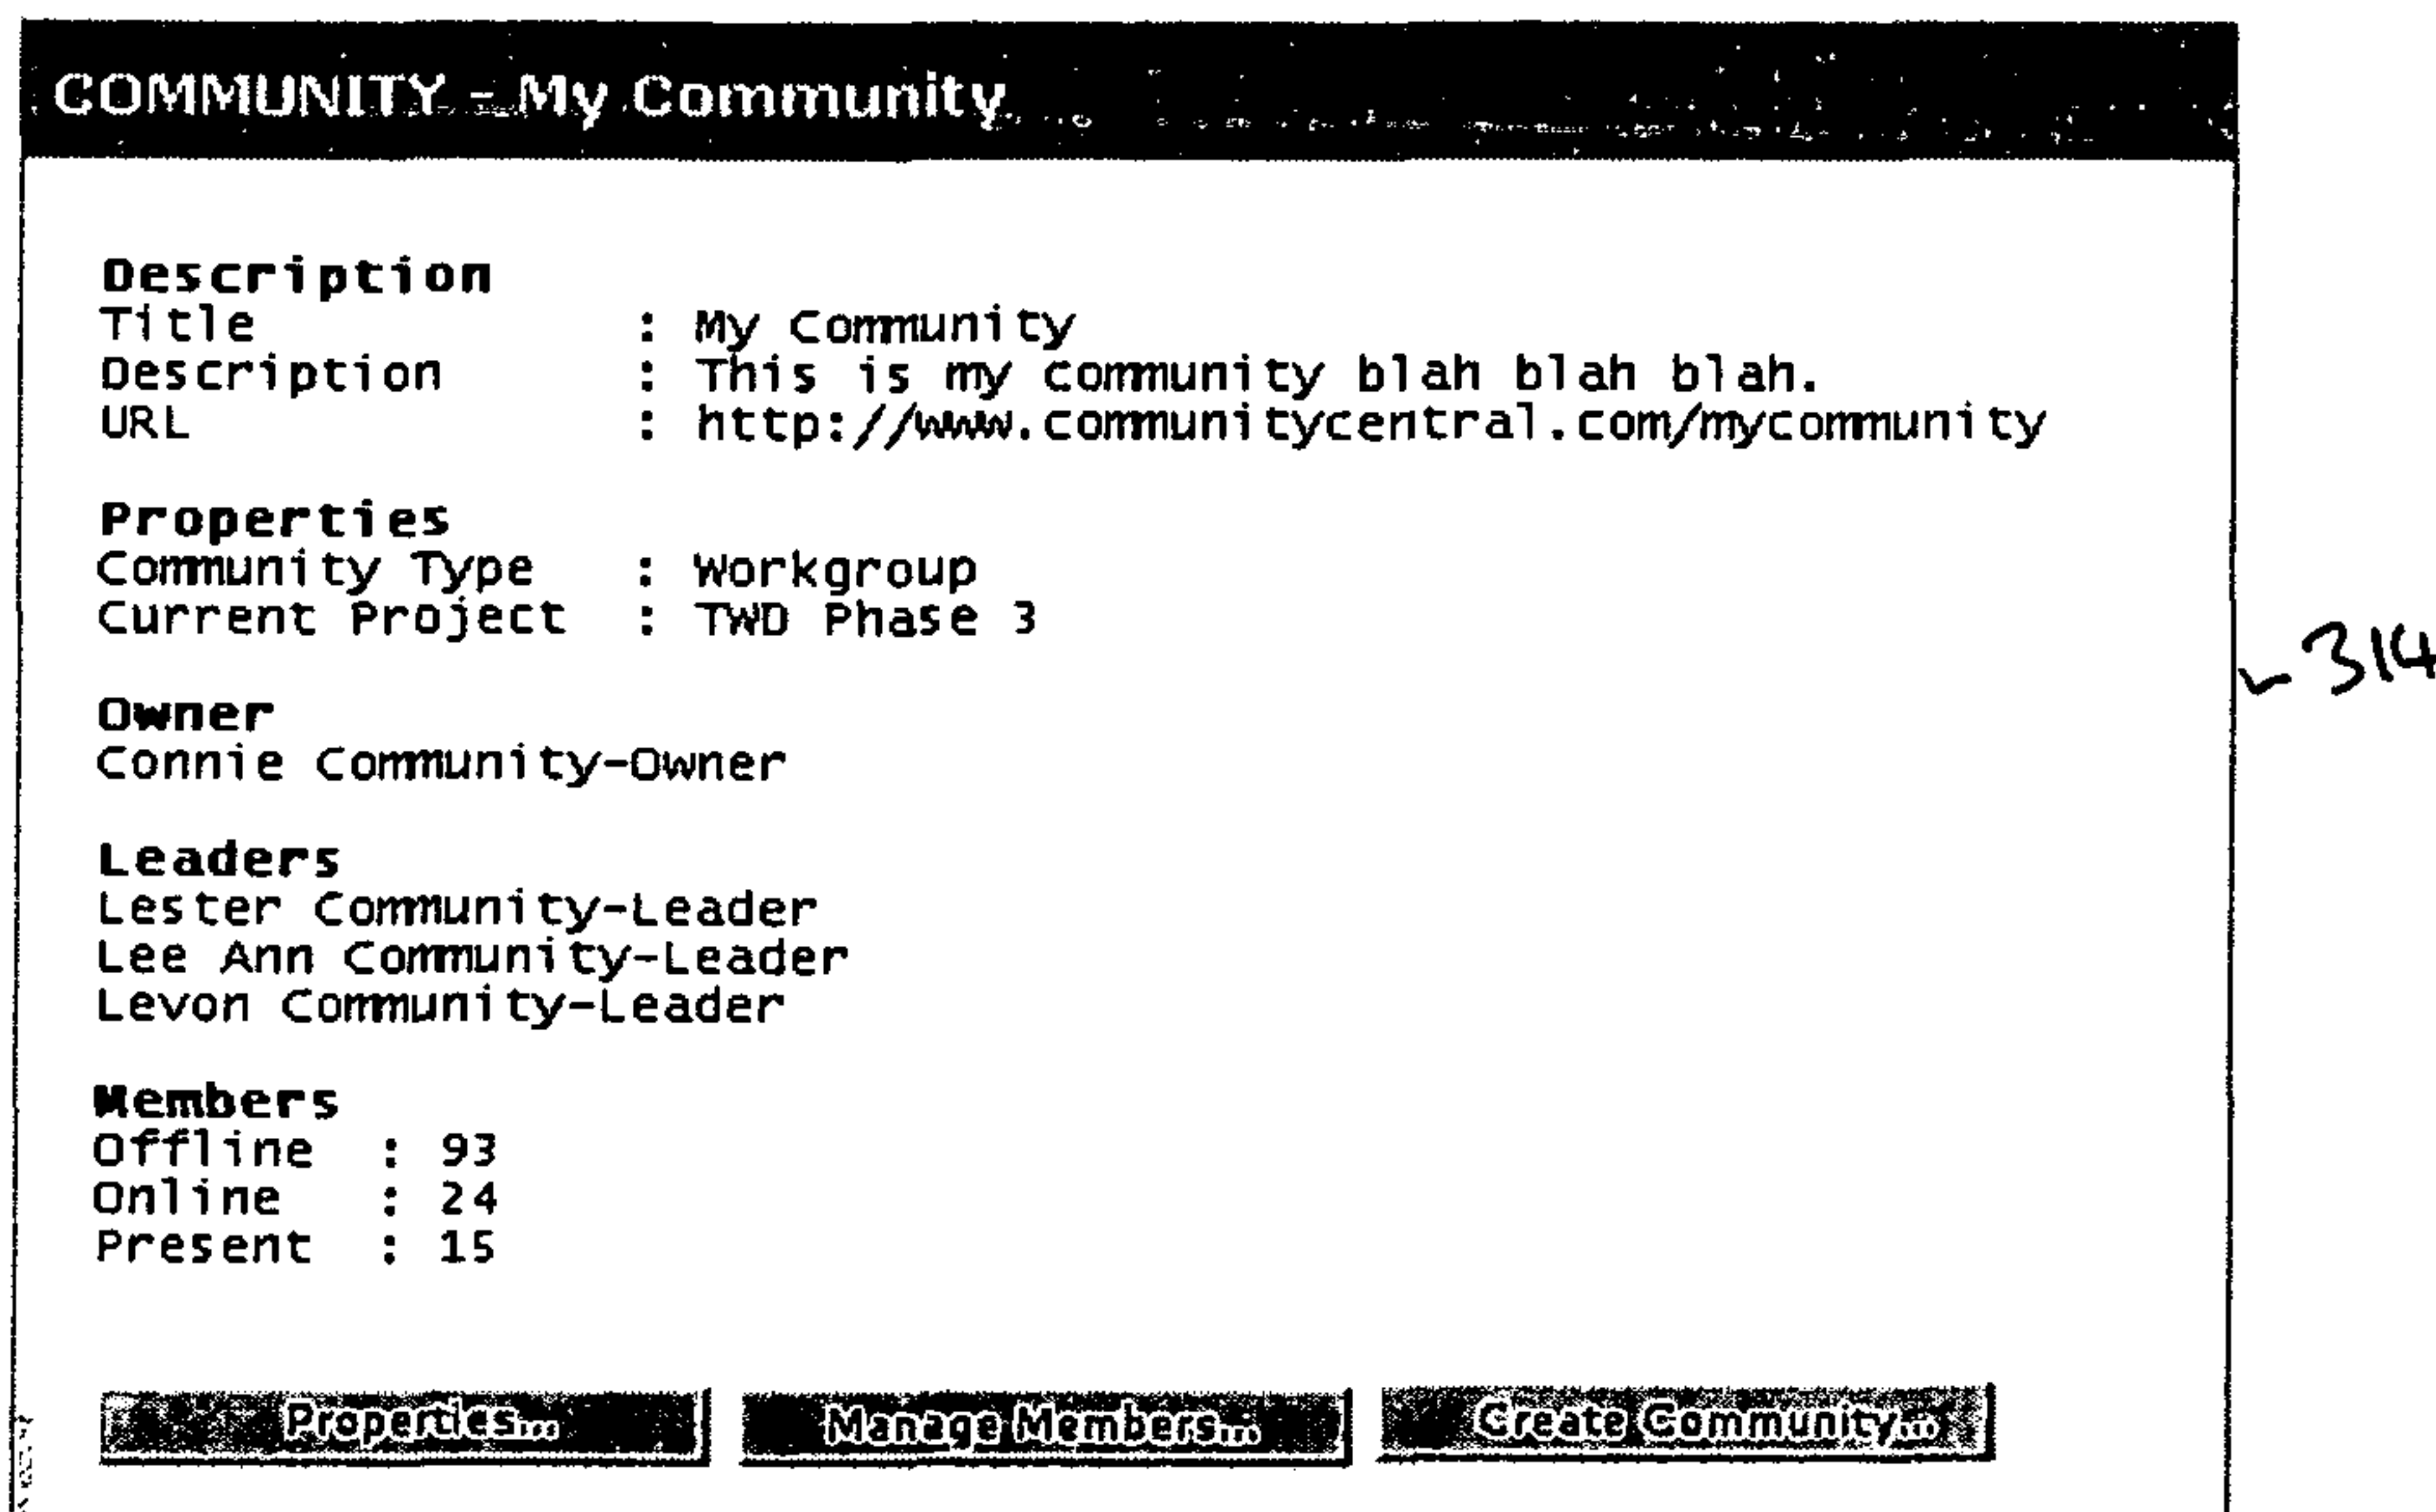 COMMUNITY - My Community
Description
Title : My Community
Description : This is my community blah blah blah.
URL : http://www.communitycentral.com/mycommunity
Properties
Community Type : Workgroup
Current Project : TWD Phase 3
314
Owner
Connie Community-Owner
Leaders
Lester Community-Leader
Lee Ann Community-Leader
Levon Community-Leader
Members
Offline : 93
Online : 24
Present : 15
Properties... Manage Members... Create Community...